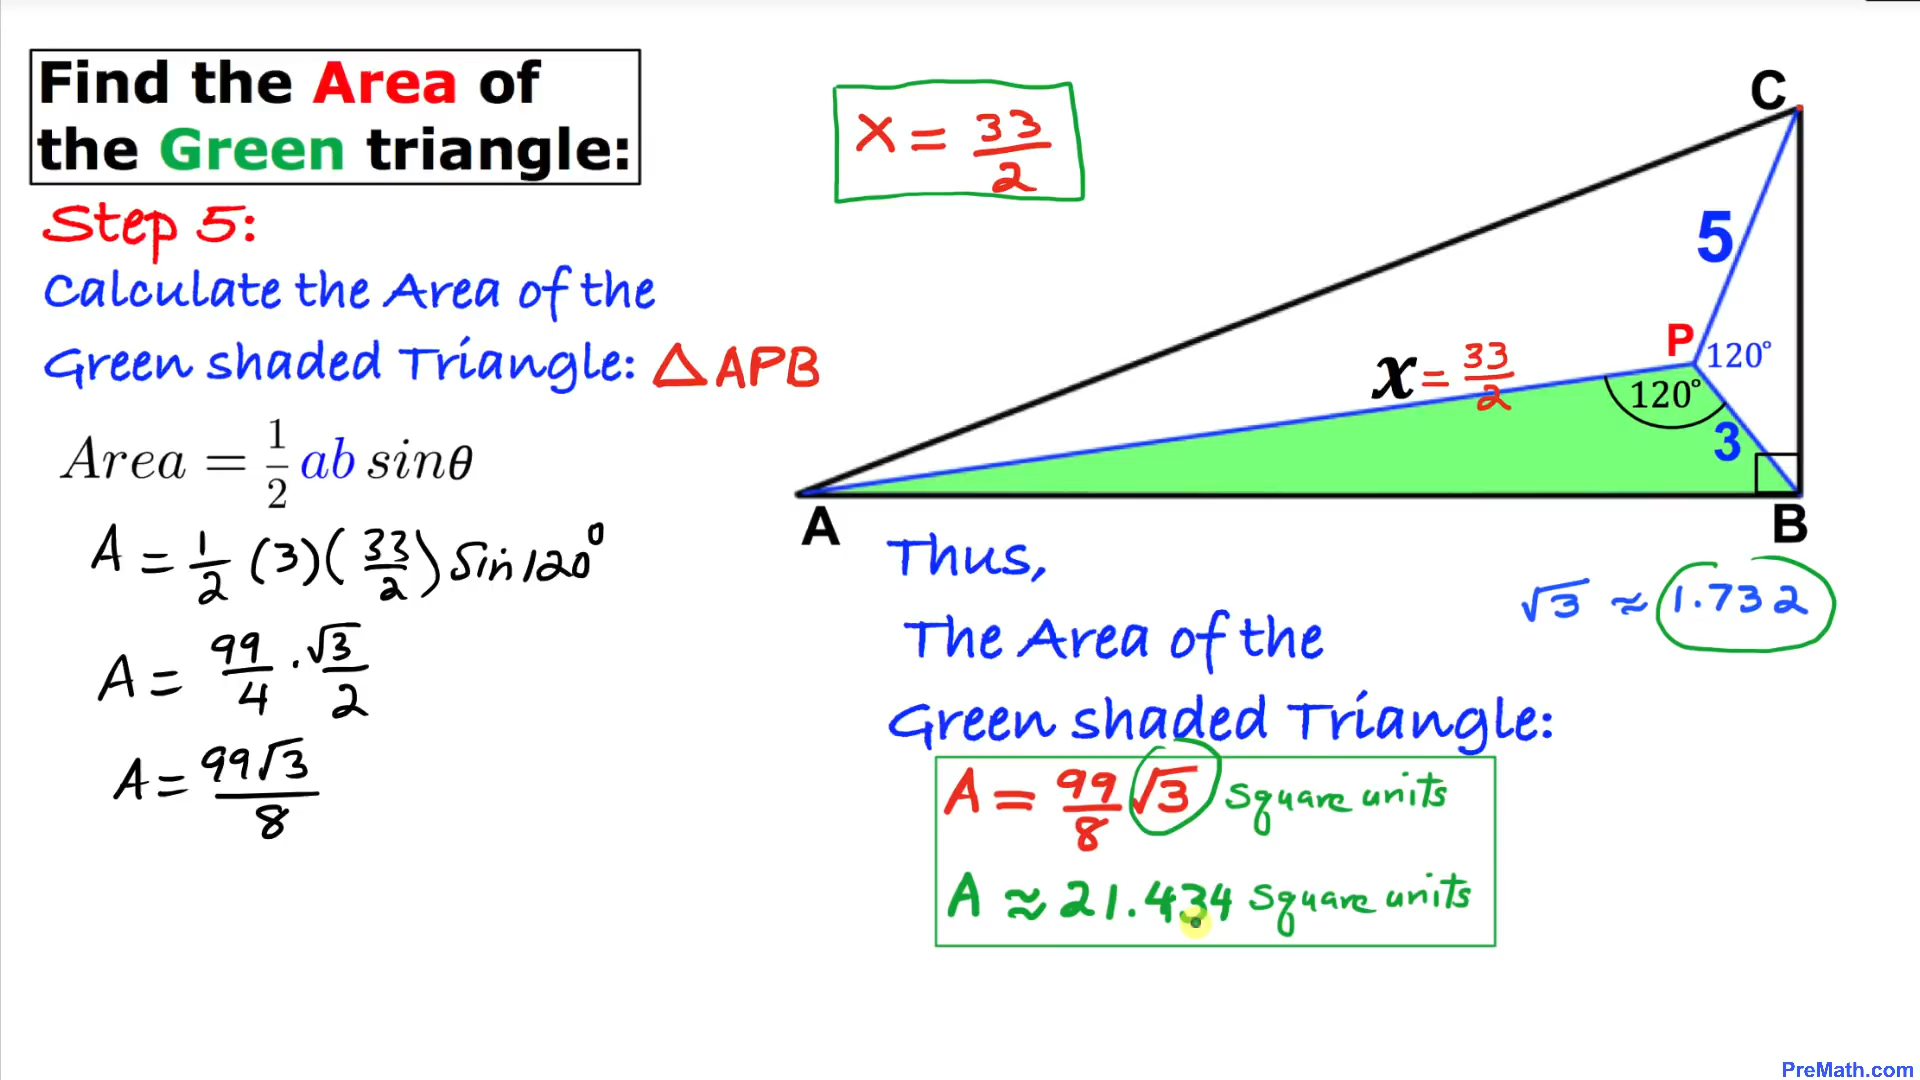 Find the Area of
the Green triangle:
Step 5:
Calculate the Area of the
Green shaded Triangle: △ APB
Area = 1/2 ab sinθ
A = 1/2 (3)(33/2) Sin 120°
A = 99/4 · √3/2
A = 99√3/8
X = 33/2
C
5
P
120°
x = 33/2
120°
3
A
B
Thus,
The Area of the
Green shaded Triangle:
√3 ≈ 1.732
A = 99/8 √3 Square units
A ≈ 21.434 Square units
PreMath.com